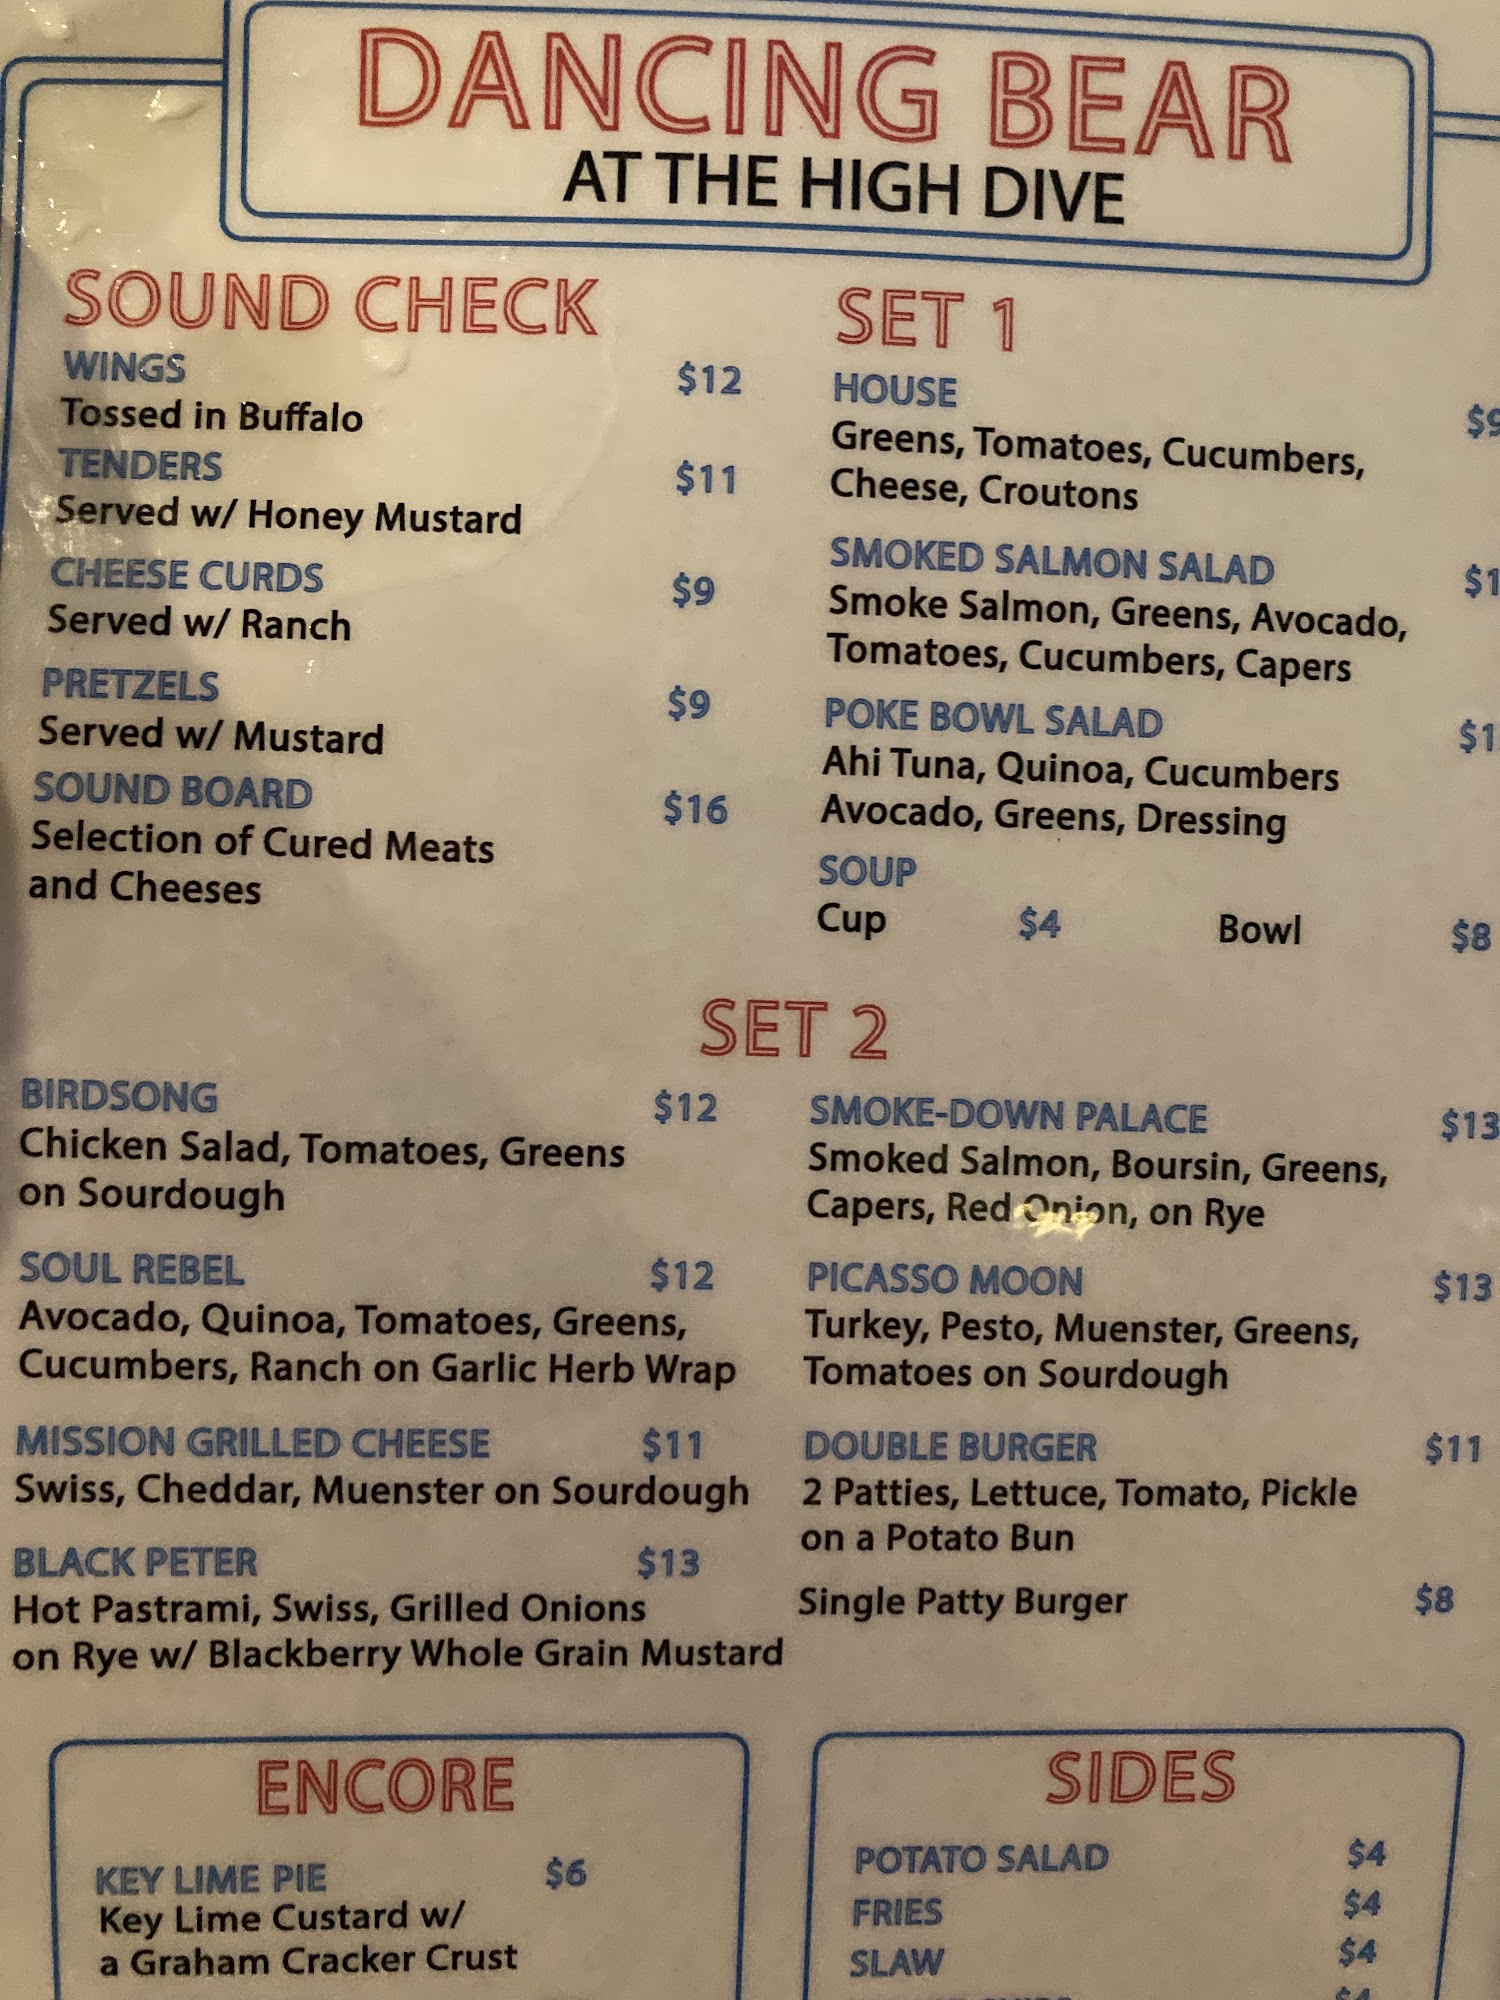 DANCING BEAR
AT THE HIGH DIVE
SOUND CHECK
WINGS $12
Tossed in Buffalo
TENDERS $11
Served w/ Honey Mustard
CHEESE CURDS $9
Served w/ Ranch
PRETZELS $9
Served w/ Mustard
SOUND BOARD $16
Selection of Cured Meats
and Cheeses
SET 1
HOUSE $9
Greens, Tomatoes, Cucumbers,
Cheese, Croutons
SMOKED SALMON SALAD
Smoke Salmon, Greens, Avocado,
Tomatoes, Cucumbers, Capers
POKE BOWL SALAD
Ahi Tuna, Quinoa, Cucumbers
Avocado, Greens, Dressing
SOUP
Cup $4 Bowl $8
SET 2
BIRDSONG $12
Chicken Salad, Tomatoes, Greens
on Sourdough
SOUL REBEL $12
Avocado, Quinoa, Tomatoes, Greens,
Cucumbers, Ranch on Garlic Herb Wrap
MISSION GRILLED CHEESE $11
Swiss, Cheddar, Muenster on Sourdough
BLACK PETER $13
Hot Pastrami, Swiss, Grilled Onions
on Rye w/ Blackberry Whole Grain Mustard
SMOKE-DOWN PALACE $13
Smoked Salmon, Boursin, Greens,
Capers, Red Onion, on Rye
PICASSO MOON $13
Turkey, Pesto, Muenster, Greens,
Tomatoes on Sourdough
DOUBLE BURGER $11
2 Patties, Lettuce, Tomato, Pickle
on a Potato Bun
Single Patty Burger $8
ENCORE
KEY LIME PIE $6
Key Lime Custard w/
a Graham Cracker Crust
SIDES
POTATO SALAD $4
FRIES $4
SLAW $4